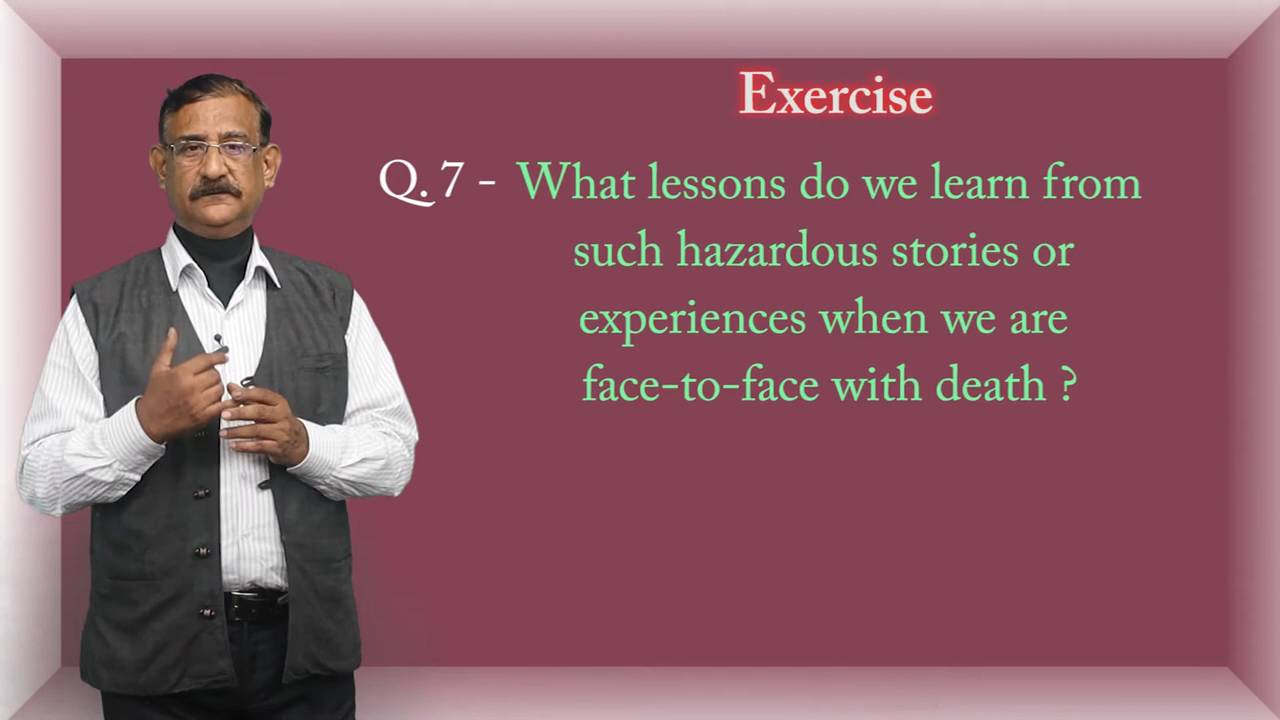 Exercise
Q. 7 - What lessons do we learn from
such hazardous stories or
experiences when we are
face-to-face with death ?